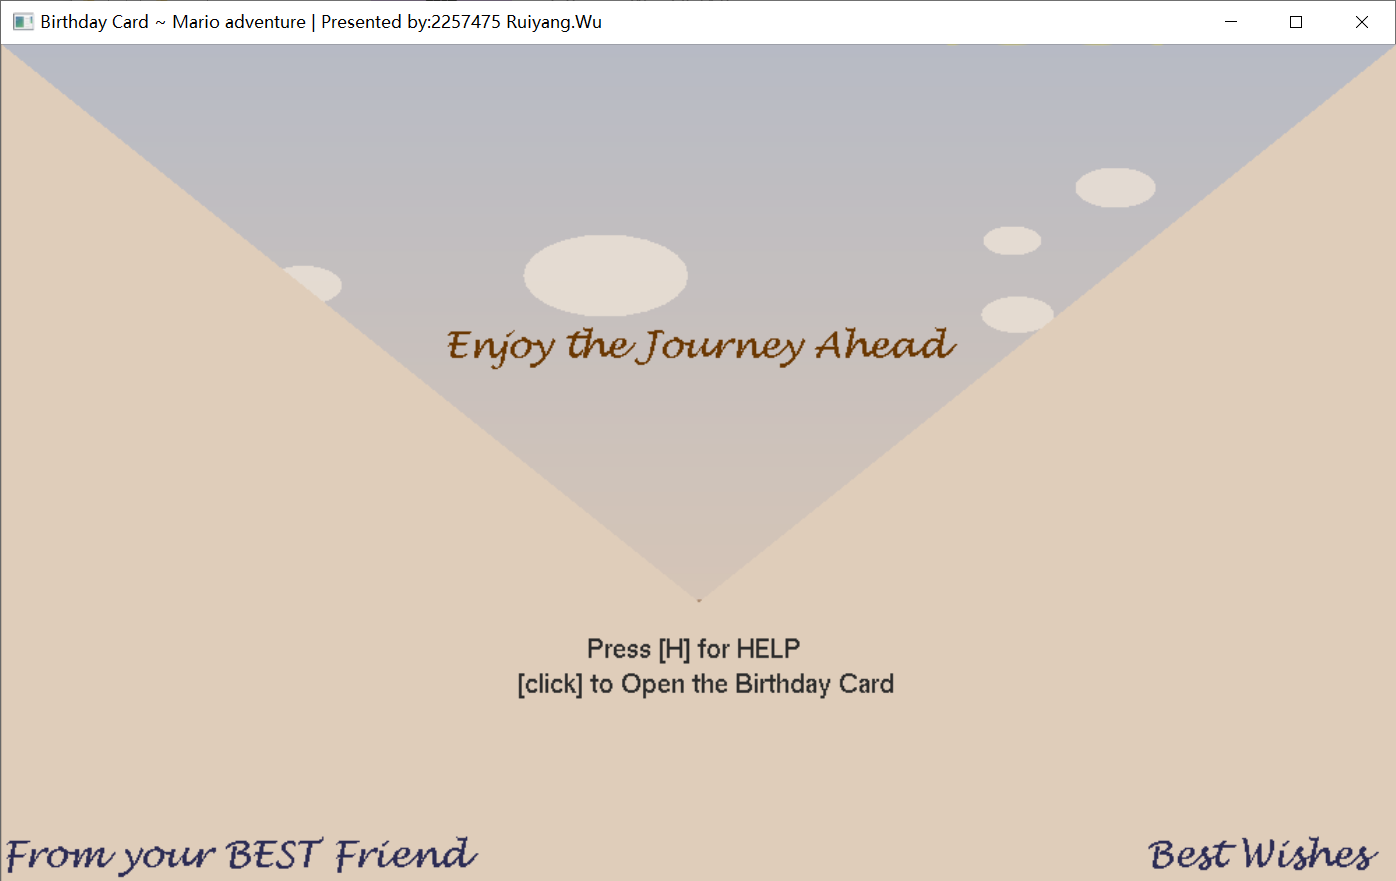 Birthday Card ~ Mario adventure | Presented by:2257475 Ruiyang.Wu
Enjoy the Journey Ahead
Press [H] for HELP
[click] to Open the Birthday Card
From your BEST Friend
Best Wishes